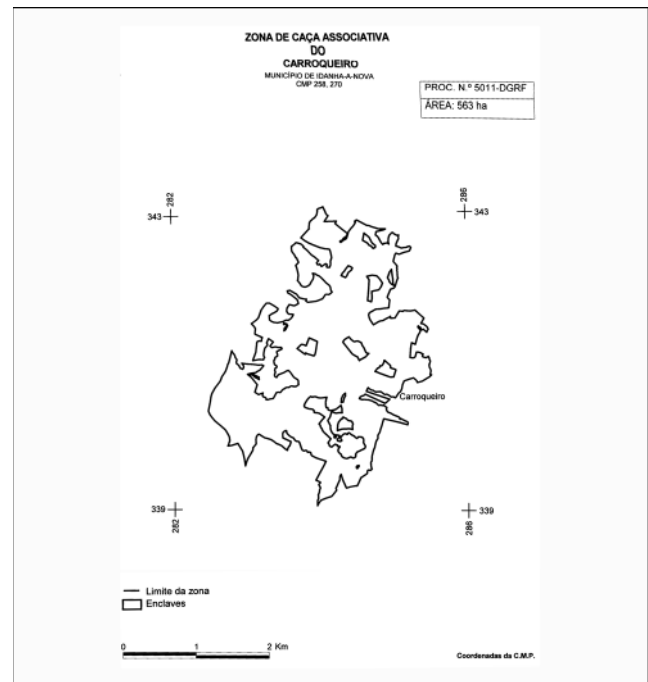 ZONA DE CAÇA ASSOCIATIVA
DO
CARROQUEIRO
MUNICÍPIO DE IDANHA-A-NOVA
CMP 258, 270
PROC. N.º 5011-DGRF
ÁREA: 563 ha
282
343
286
343
Carroqueiro
339
282
339
286
Limite da zona
Enclaves
0 1 2 Km
Coordenadas da C.M.P.